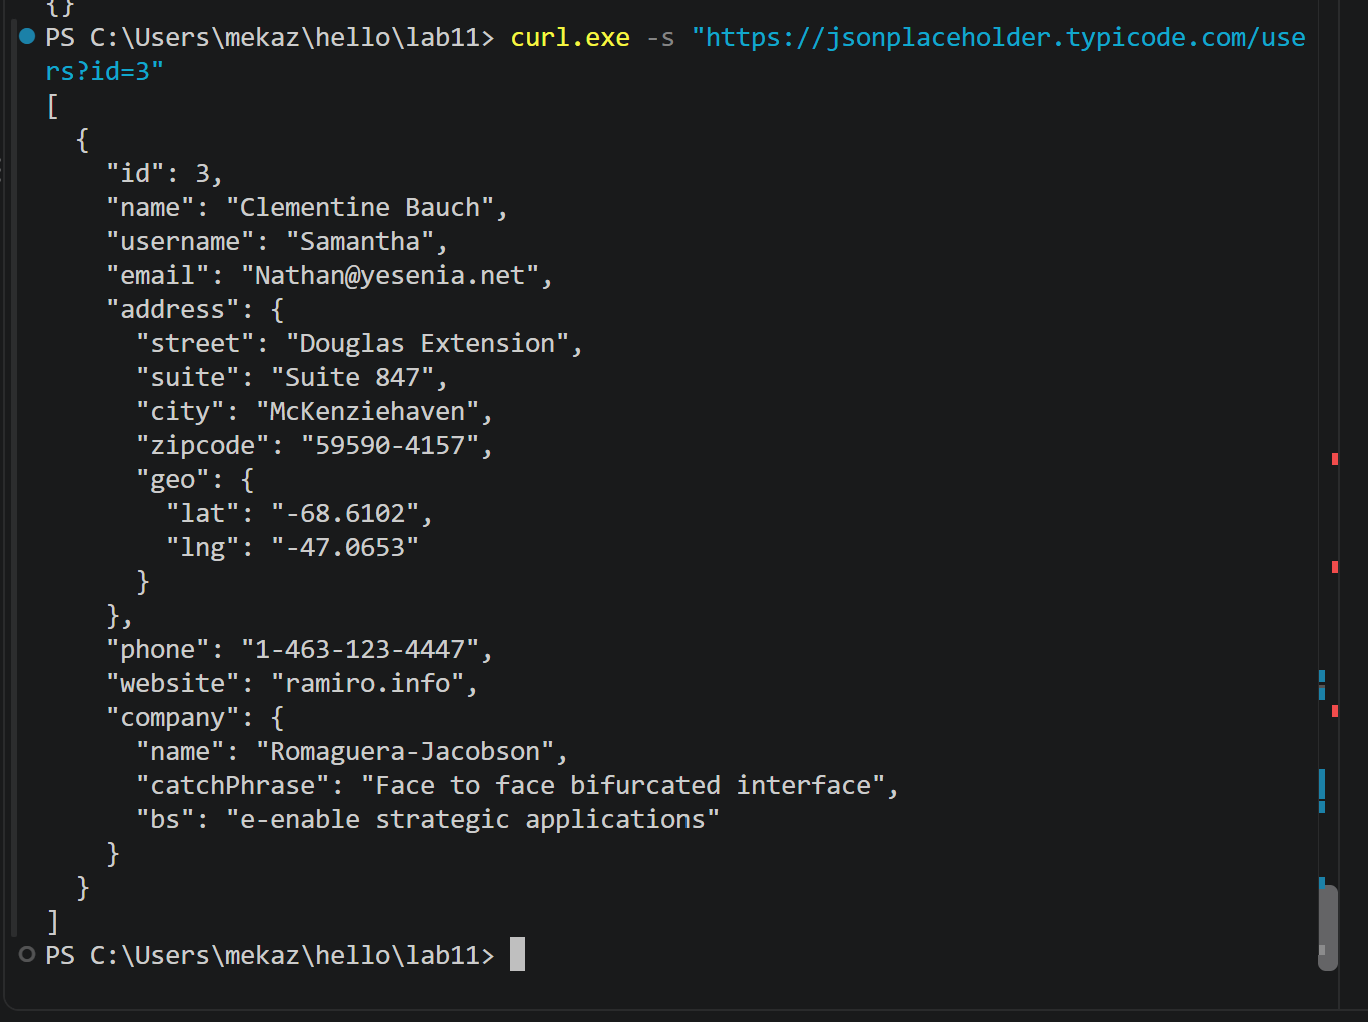 {}
PS C:\Users\mekaz\hello\lab11> curl.exe -s "https://jsonplaceholder.typicode.com/use
rs?id=3"
[
  {
    "id": 3,
    "name": "Clementine Bauch",
    "username": "Samantha",
    "email": "Nathan@yesenia.net",
    "address": {
      "street": "Douglas Extension",
      "suite": "Suite 847",
      "city": "McKenziehaven",
      "zipcode": "59590-4157",
      "geo": {
        "lat": "-68.6102",
        "lng": "-47.0653"
      }
    },
    "phone": "1-463-123-4447",
    "website": "ramiro.info",
    "company": {
      "name": "Romaguera-Jacobson",
      "catchPhrase": "Face to face bifurcated interface",
      "bs": "e-enable strategic applications"
    }
  }
]
PS C:\Users\mekaz\hello\lab11>